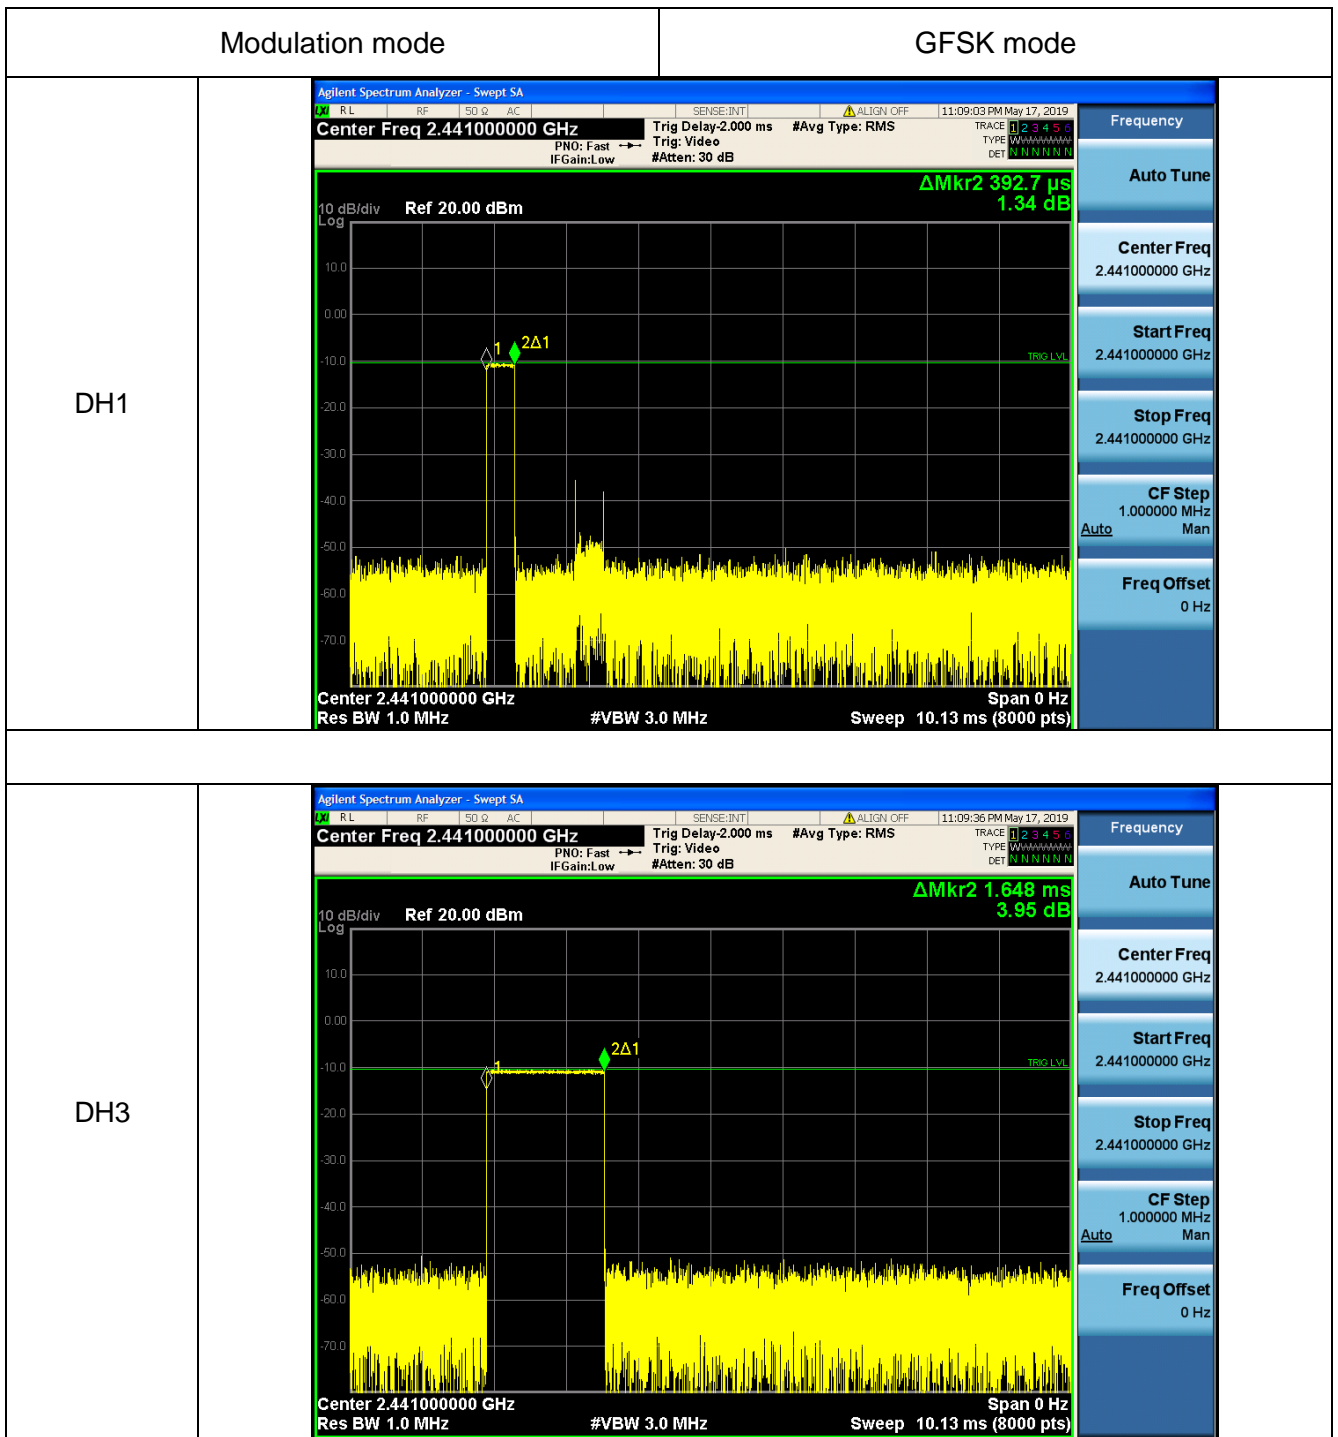 Modulation mode GFSK mode
DH1
Agilent Spectrum Analyzer - Swept SA
LXI RL RF 50 Ω AC SENSE:INT ALIGN OFF 11:09:03 PM May 17, 2019
Center Freq 2.441000000 GHz Trig Delay-2.000 ms #Avg Type: RMS TRACE 1 2 3 4 5 6
PNO: Fast Trig: Video TYPE WWWWWW
IFGain:Low #Atten: 30 dB DET N N N N N N
ΔMkr2 392.7 µs
1.34 dB
10 dB/div Ref 20.00 dBm
Log
10.0
0.00
1 2Δ1
-10.0 TRIG LVL
-20.0
-30.0
-40.0
-50.0
-60.0
-70.0
Center 2.441000000 GHz Span 0 Hz
Res BW 1.0 MHz #VBW 3.0 MHz Sweep 10.13 ms (8000 pts)
Frequency
Auto Tune
Center Freq
2.441000000 GHz
Start Freq
2.441000000 GHz
Stop Freq
2.441000000 GHz
CF Step
1.000000 MHz
Auto Man
Freq Offset
0 Hz
DH3
Agilent Spectrum Analyzer - Swept SA
LXI RL RF 50 Ω AC SENSE:INT ALIGN OFF 11:09:36 PM May 17, 2019
Center Freq 2.441000000 GHz Trig Delay-2.000 ms #Avg Type: RMS TRACE 1 2 3 4 5 6
PNO: Fast Trig: Video TYPE WWWWWW
IFGain:Low #Atten: 30 dB DET N N N N N N
ΔMkr2 1.648 ms
3.95 dB
10 dB/div Ref 20.00 dBm
Log
10.0
0.00
1 2Δ1
-10.0 TRIG LVL
-20.0
-30.0
-40.0
-50.0
-60.0
-70.0
Center 2.441000000 GHz Span 0 Hz
Res BW 1.0 MHz #VBW 3.0 MHz Sweep 10.13 ms (8000 pts)
Frequency
Auto Tune
Center Freq
2.441000000 GHz
Start Freq
2.441000000 GHz
Stop Freq
2.441000000 GHz
CF Step
1.000000 MHz
Auto Man
Freq Offset
0 Hz